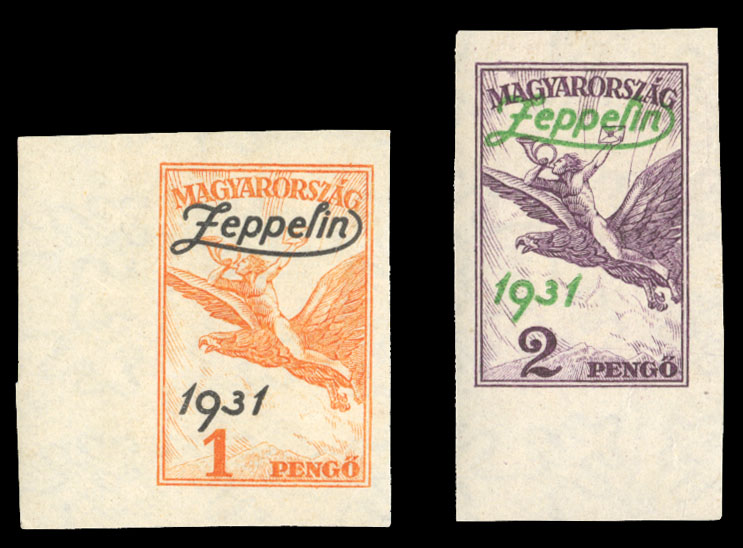 MAGYARORSZÁG
Zeppelin
1931
1
PENGŐ
MAGYARORSZÁG
Zeppelin
1931
2
PENGŐ